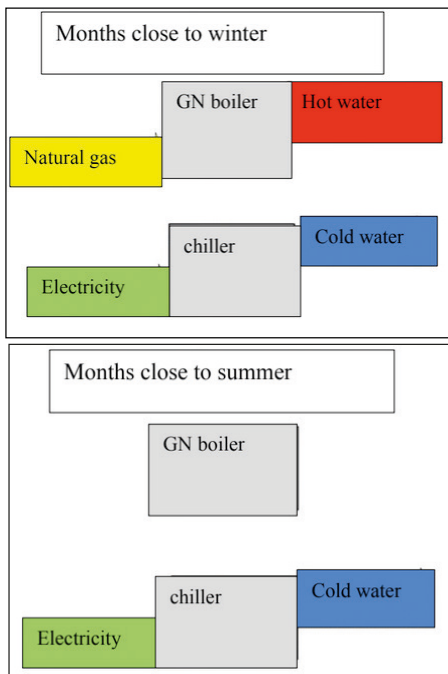 Months close to winter
GN boiler
Hot water
Natural gas
chiller
Cold water
Electricity
Months close to summer
GN boiler
chiller
Cold water
Electricity